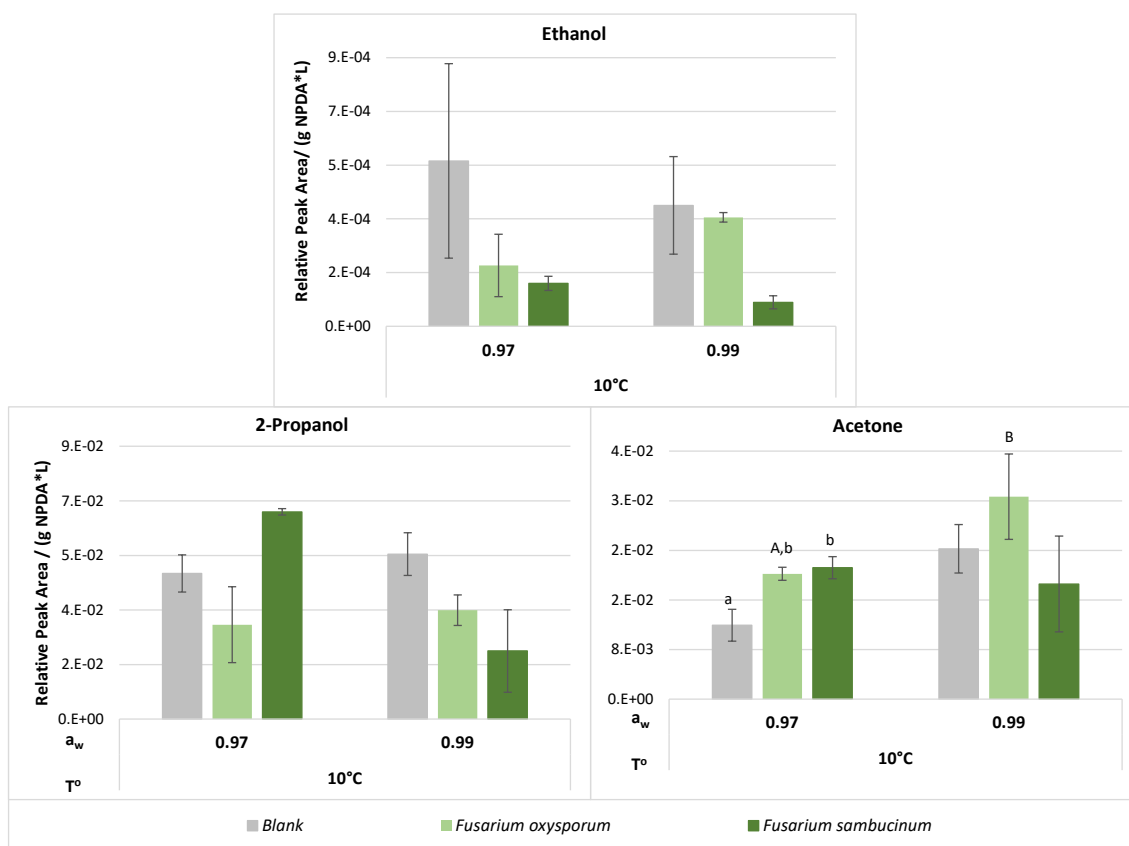 Ethanol
Relative Peak Area/ (g NPDA*L)
9.E-04
7.E-04
5.E-04
4.E-04
2.E-04
0.E+00
0.97
0.99
10°C
2-Propanol
Relative Peak Area / (g NPDA*L)
9.E-02
7.E-02
5.E-02
4.E-02
2.E-02
0.E+00
aw
0.97
0.99
T°
10°C
Acetone
4.E-02
3.E-02
2.E-02
2.E-02
8.E-03
0.E+00
a
A,b
b
B
aw
0.97
0.99
T°
10°C
Blank
Fusarium oxysporum
Fusarium sambucinum